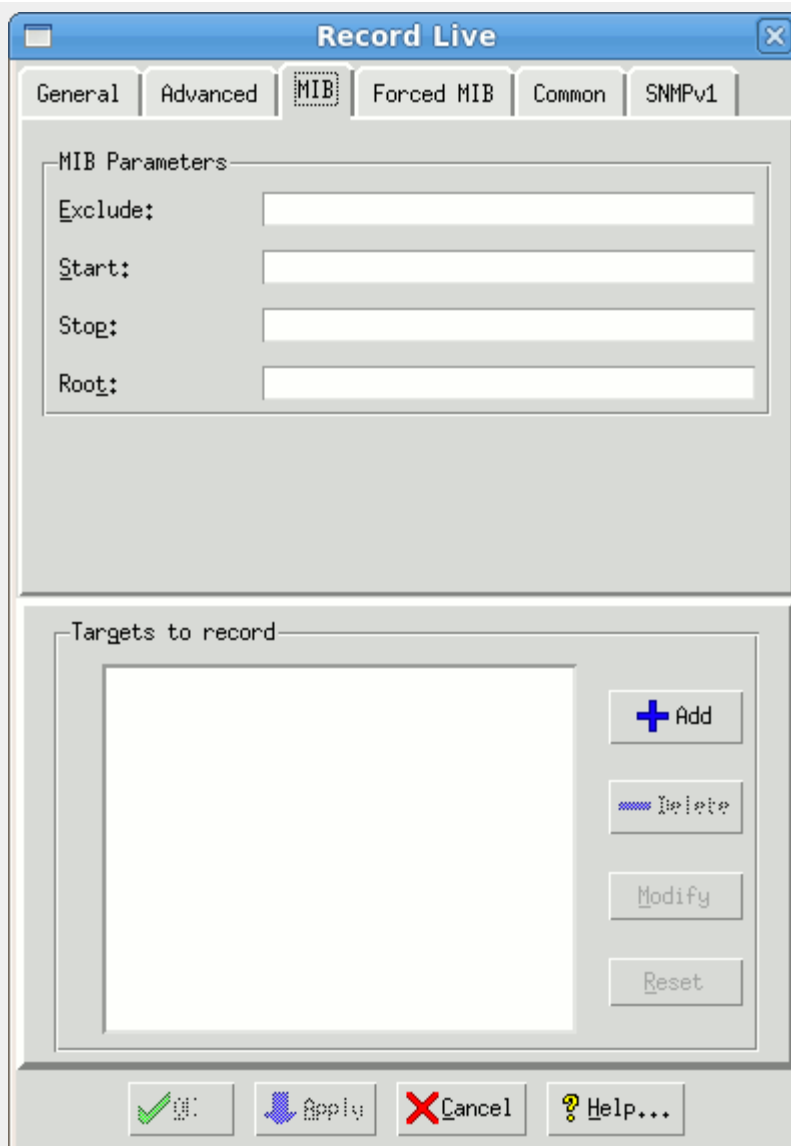 Record Live
General Advanced MIB Forced MIB Common SNMPv1
MIB Parameters
Exclude:
Start:
Stop:
Root:
Targets to record
Add
Delete
Modify
Reset
OK Apply Cancel Help...